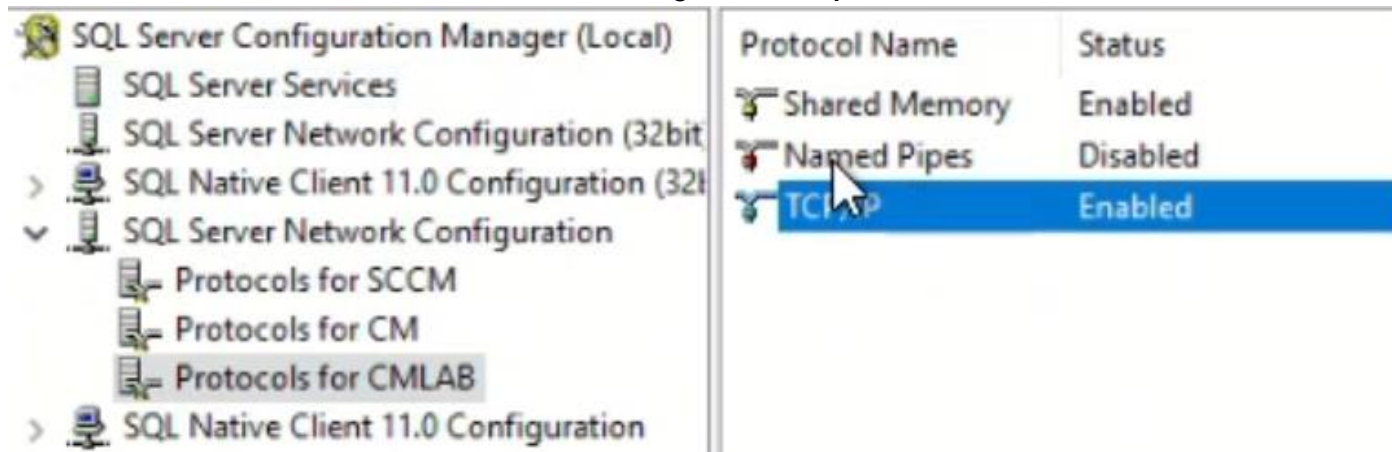 SQL Server Configuration Manager (Local)
SQL Server Services
SQL Server Network Configuration (32bit
SQL Native Client 11.0 Configuration (32
SQL Server Network Configuration
Protocols for SCCM
Protocols for CM
Protocols for CMLAB
SQL Native Client 11.0 Configuration
Protocol Name Status
Shared Memory Enabled
Named Pipes Disabled
TCP/IP Enabled